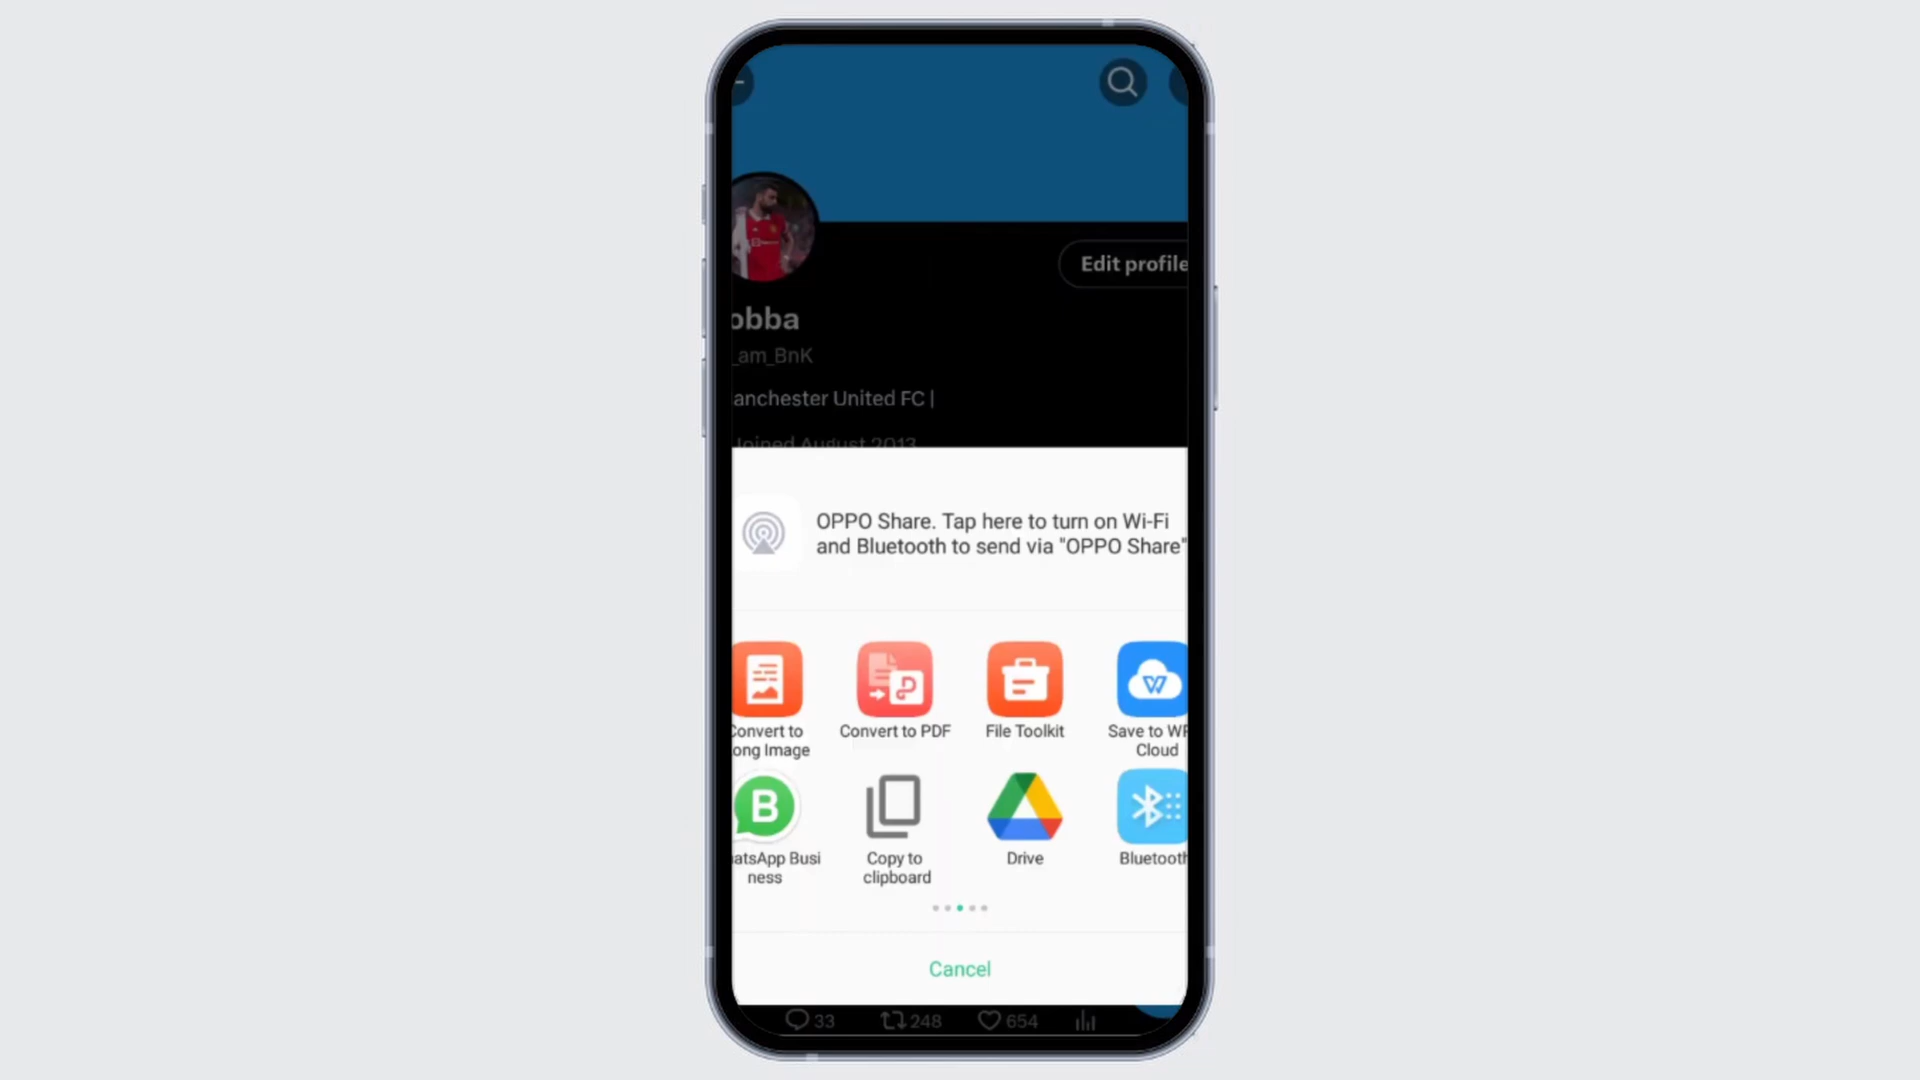 Edit profile
obba
_am_BnK
anchester United FC |
Joined August 2013
OPPO Share. Tap here to turn on Wi-Fi
and Bluetooth to send via "OPPO Share"
Convert to
ong Image
Convert to PDF
File Toolkit
Save to WP
Cloud
B
atsApp Busi
ness
Copy to
clipboard
Drive
Bluetooth
Cancel
33 248 654